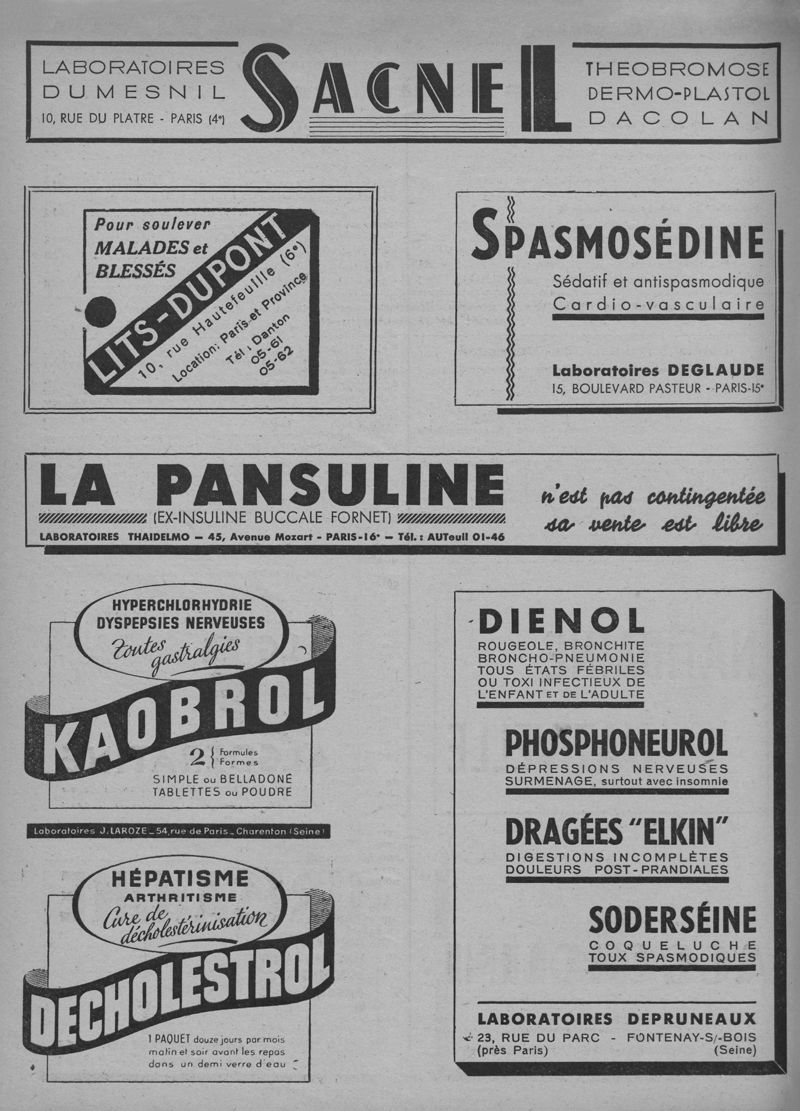 LABORATOIRES
DUMESNIL
10, RUE DU PLATRE - PARIS (4e)
SACNEL
THEOBROMOSE
DERMO-PLASTOL
DACOLAN
Pour soulever
MALADES et
BLESSÉS
LITS-DUPONT
10, rue Hautefeuille (6e)
Location: Paris et Province
Tél : Danton
05-61
05-62
SPASMOSÉDINE
Sédatif et antispasmodique
Cardio-vasculaire
Laboratoires DEGLAUDE
15, BOULEVARD PASTEUR - PARIS-15e
LA PANSULINE
(EX-INSULINE BUCCALE FORNET)
LABORATOIRES THAIDELMO — 45, Avenue Mozart - PARIS-16e — Tél. : AUTeuil 01-46
n'est pas contingentée
sa vente est libre
HYPERCHLORHYDRIE
DYSPEPSIES NERVEUSES
toutes
gastralgies
KAOBROL
2 { Formules
Formes
SIMPLE ou BELLADONÉ
TABLETTES ou POUDRE
Laboratoires J. LAROZE_54, rue de Paris_Charenton (Seine)
HÉPATISME
ARTHRITISME
Cure de
décholestérinisation
DECHOLESTROL
1 PAQUET douze jours par mois
matin et soir avant les repas
dans un demi verre d'eau
DIENOL
ROUGEOLE, BRONCHITE
BRONCHO-PNEUMONIE
TOUS ÉTATS FÉBRILES
OU TOXI INFECTIEUX DE
L'ENFANT ET DE L'ADULTE
PHOSPHONEUROL
DÉPRESSIONS NERVEUSES
SURMENAGE, surtout avec insomnie
DRAGÉES "ELKIN"
DIGESTIONS INCOMPLÈTES
DOULEURS POST-PRANDIALES
SODERSÉINE
COQUELUCHE
TOUX SPASMODIQUES
LABORATOIRES DEPRUNEAUX
23, RUE DU PARC - FONTENAY-S/-BOIS
(près Paris) (Seine)